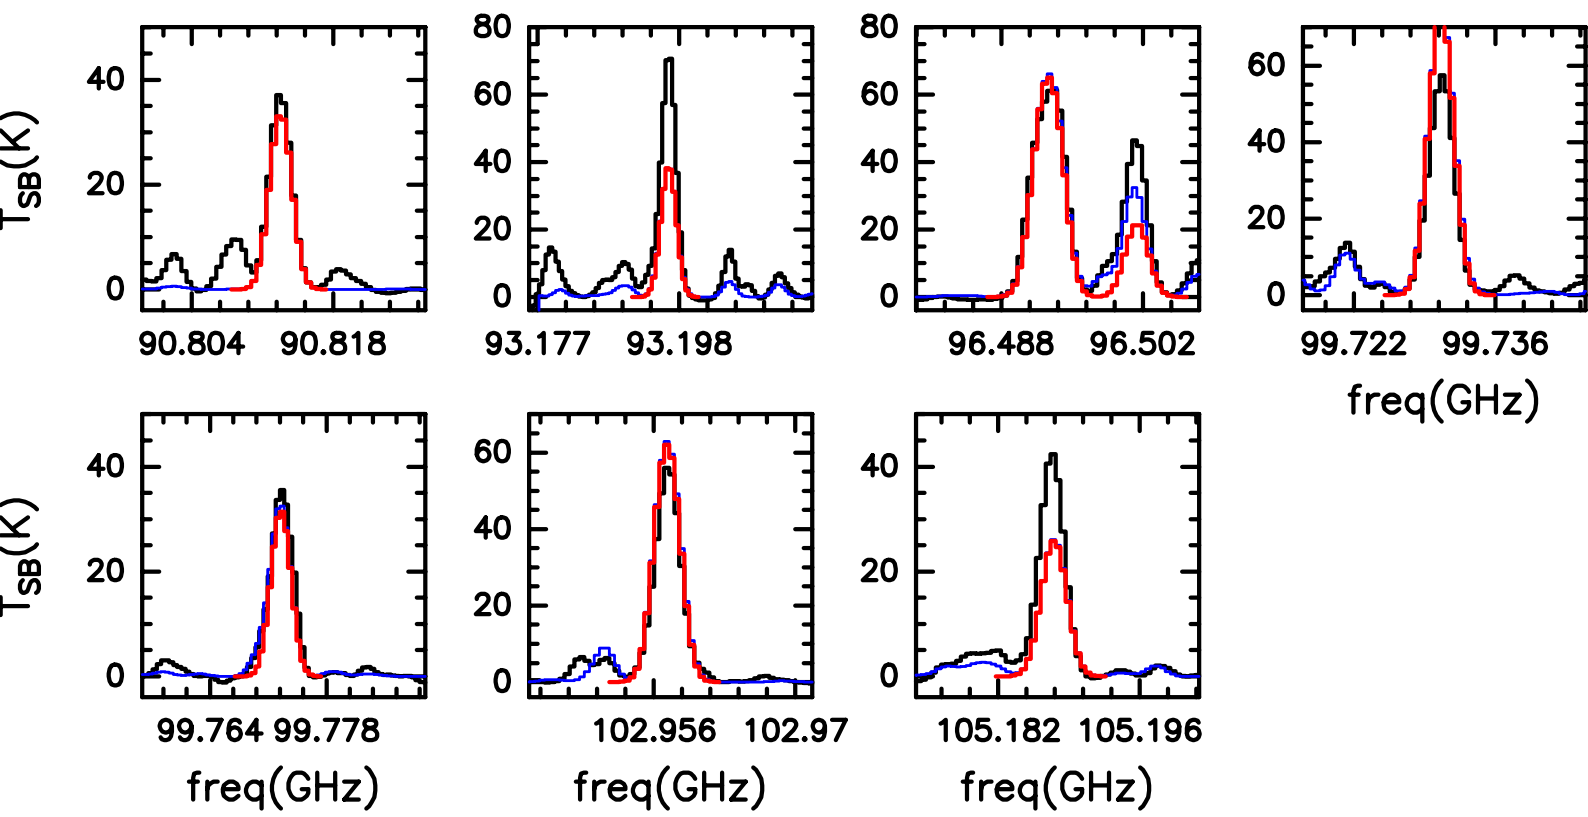 80 80
40 60 60 60
T_SB(K) 20 40 40 40
20 20 20
0 0 0 0
90.804 90.818 93.177 93.198 96.488 96.502 99.722 99.736
freq(GHz)
40 60 40
T_SB(K) 20 40 20
20
0 0 0
99.764 99.778 102.956 102.97 105.182 105.196
freq(GHz) freq(GHz) freq(GHz)